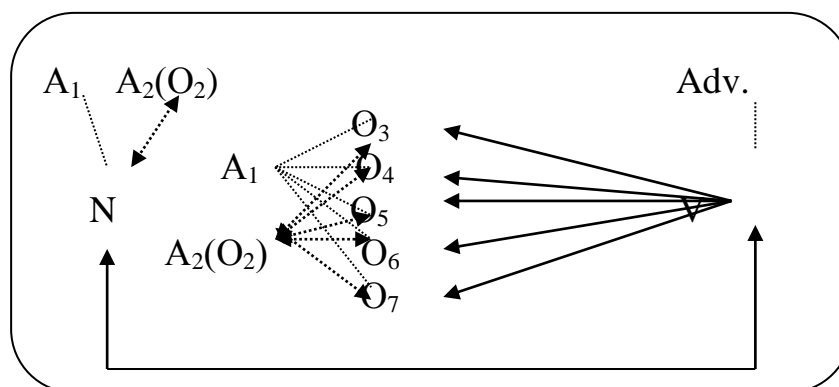 A₁ A₂(O₂) Adv.
O₃
A₁ O₄
N O₅ V
A₂(O₂) O₆
O₇